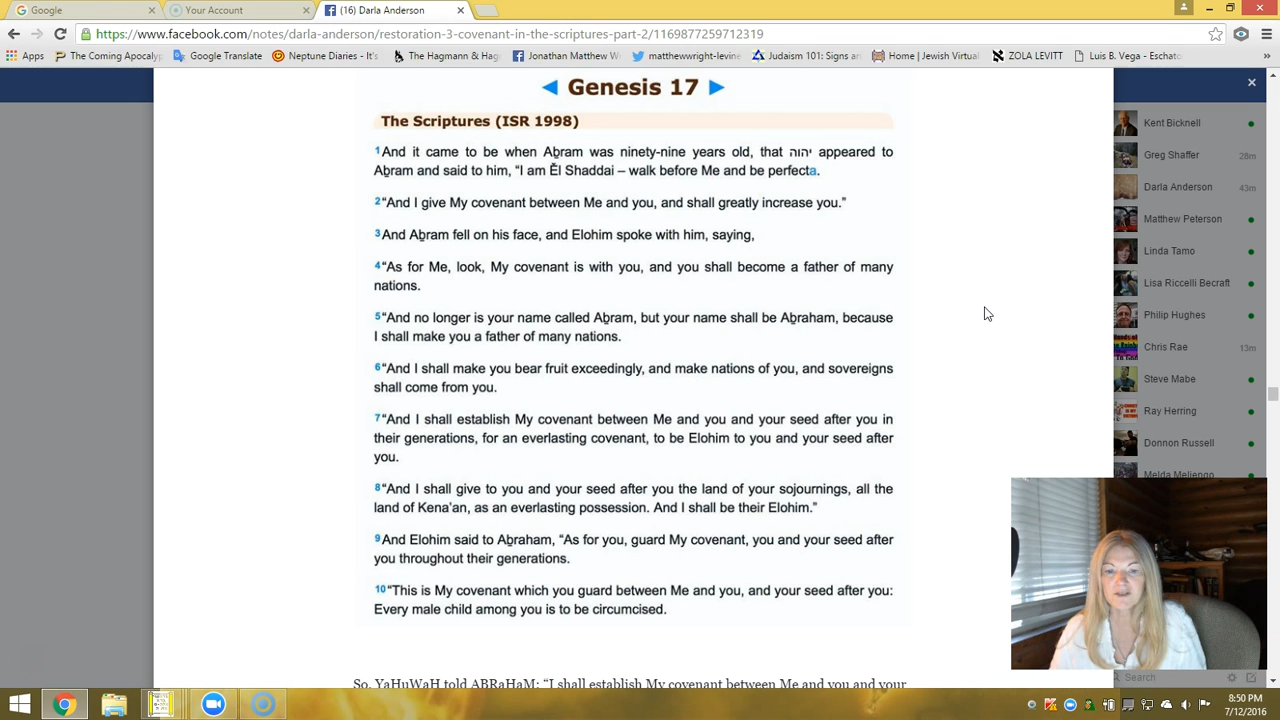 Google
Your Account
(16) Darla Anderson
https://www.facebook.com/notes/darla-anderson/restoration-3-covenant-in-the-scriptures-part-2/1169877259712319
Apps
The Coming Apocalyp
Google Translate
Neptune Diaries - It's
The Hagmann & Hag
Jonathan Matthew W
matthewwright-levine
Judaism 101: Signs an
Home | Jewish Virtual
ZOLA LEVITT
Luis B. Vega - Eschato
Genesis 17
The Scriptures (ISR 1998)
1And it came to be when Aḇram was ninety-nine years old, that יהוה appeared to
Aḇram and said to him, “I am Ěl Shaddai – walk before Me and be perfecta.
2“And I give My covenant between Me and you, and shall greatly increase you.”
3And Aḇram fell on his face, and Elohim spoke with him, saying,
4“As for Me, look, My covenant is with you, and you shall become a father of many
nations.
5“And no longer is your name called Aḇram, but your name shall be Aḇraham, because
I shall make you a father of many nations.
6“And I shall make you bear fruit exceedingly, and make nations of you, and sovereigns
shall come from you.
7“And I shall establish My covenant between Me and you and your seed after you in
their generations, for an everlasting covenant, to be Elohim to you and your seed after
you.
8“And I shall give to you and your seed after you the land of your sojournings, all the
land of Kena‛an, as an everlasting possession. And I shall be their Elohim.”
9And Elohim said to Aḇraham, “As for you, guard My covenant, you and your seed after
you throughout their generations.
10“This is My covenant which you guard between Me and you, and your seed after you:
Every male child among you is to be circumcised.
So, YaHuWaH told ABRaHaM: “I shall establish My covenant between Me and you and your
Kent Bicknell
Greg Shaffer 28m
Darla Anderson 43m
Matthew Peterson
Linda Tamo
Lisa Riccelli Becraft
Philip Hughes
Chris Rae 13m
Steve Mabe
Ray Herring
Donnon Russell
Melda Meliengo
Search
8:50 PM
7/12/2016